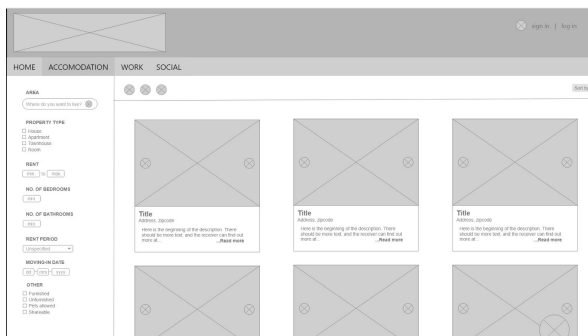 sign in | log in
HOME ACCOMODATION WORK SOCIAL
Sort by
AREA
Where do you want to live?
PROPERTY TYPE
House
Apartment
Townhouse
Room
RENT
min to max
NO. OF BEDROOMS
min
NO. OF BATHROOMS
min
RENT PERIOD
Unspecified
MOVING-IN DATE
dd - mm - yyyy
OTHER
Furnished
Unfurnished
Pets allowed
Shareable
Title
Address, zipcode
Here is the beginning of the description. There
should be more text, and the receiver can find out
more at... ...Read more
Title
Address, zipcode
Here is the beginning of the description. There
should be more text, and the receiver can find out
more at... ...Read more
Title
Address, zipcode
Here is the beginning of the description. There
should be more text, and the receiver can find out
more at... ...Read more